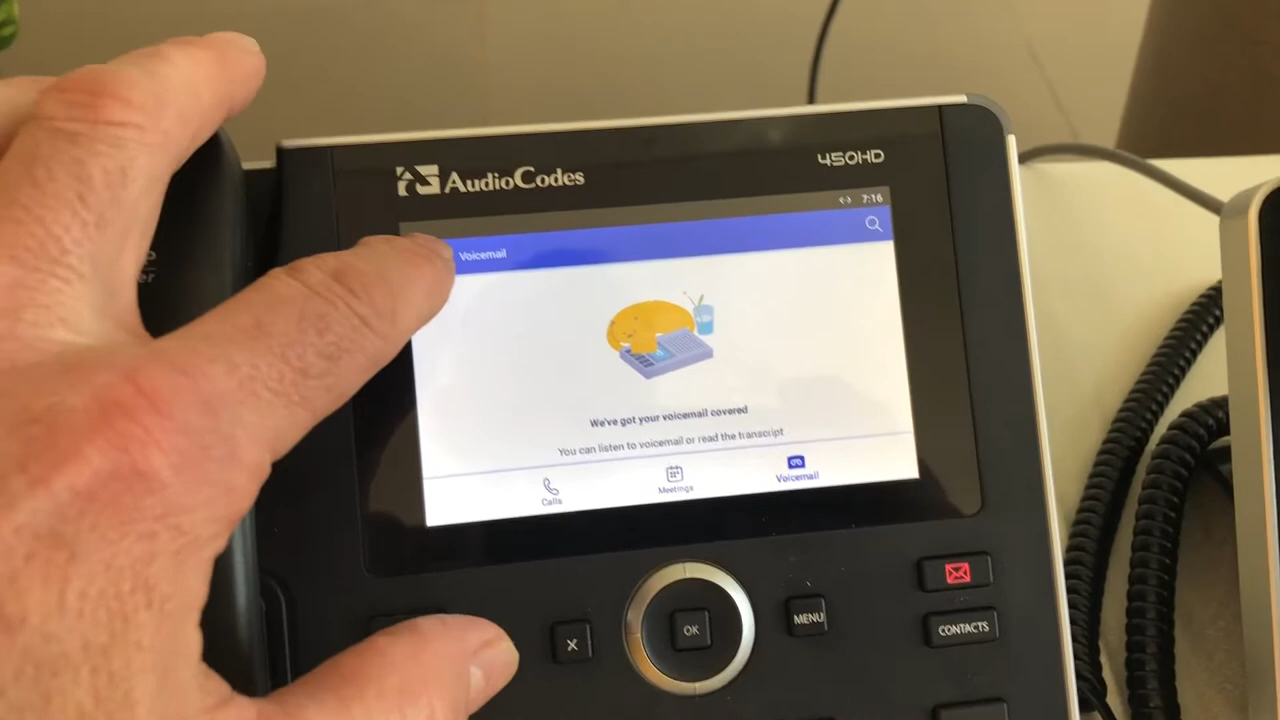 AudioCodes
450HD
7:16
Voicemail
We've got your voicemail covered
You can listen to voicemail or read the transcript
Calls
Meetings
Voicemail
X
OK
MENU
CONTACTS